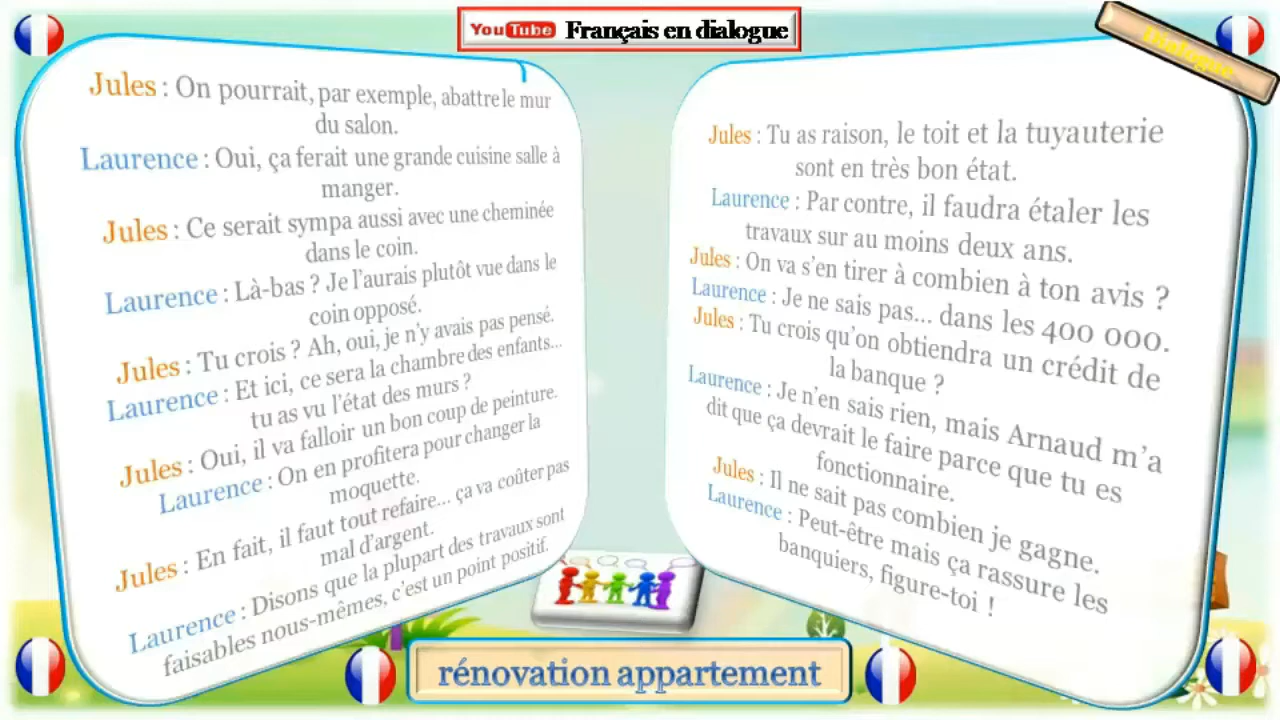 YouTube Français en dialogue
Dialogue
Jules : On pourrait, par exemple, abattre le mur
du salon.
Laurence : Oui, ça ferait une grande cuisine salle à
manger.
Jules : Ce serait sympa aussi avec une cheminée
dans le coin.
Laurence : Là-bas ? Je l'aurais plutôt vue dans le
coin opposé.
Jules : Tu crois ? Ah, oui, je n'y avais pas pensé.
Laurence : Et ici, ce sera la chambre des enfants...
tu as vu l'état des murs ?
Jules : Oui, il va falloir un bon coup de peinture.
Laurence : On en profitera pour changer la
moquette.
Jules : En fait, il faut tout refaire... ça va coûter pas
mal d'argent.
Laurence : Disons que la plupart des travaux sont
faisables nous-mêmes, c'est un point positif.
Jules : Tu as raison, le toit et la tuyauterie
sont en très bon état.
Laurence : Par contre, il faudra étaler les
travaux sur au moins deux ans.
Jules : On va s'en tirer à combien à ton avis ?
Laurence : Je ne sais pas... dans les 400 000.
Jules : Tu crois qu'on obtiendra un crédit de
la banque ?
Laurence : Je n'en sais rien, mais Arnaud m'a
dit que ça devrait le faire parce que tu es
fonctionnaire.
Jules : Il ne sait pas combien je gagne.
Laurence : Peut-être mais ça rassure les
banquiers, figure-toi !
rénovation appartement